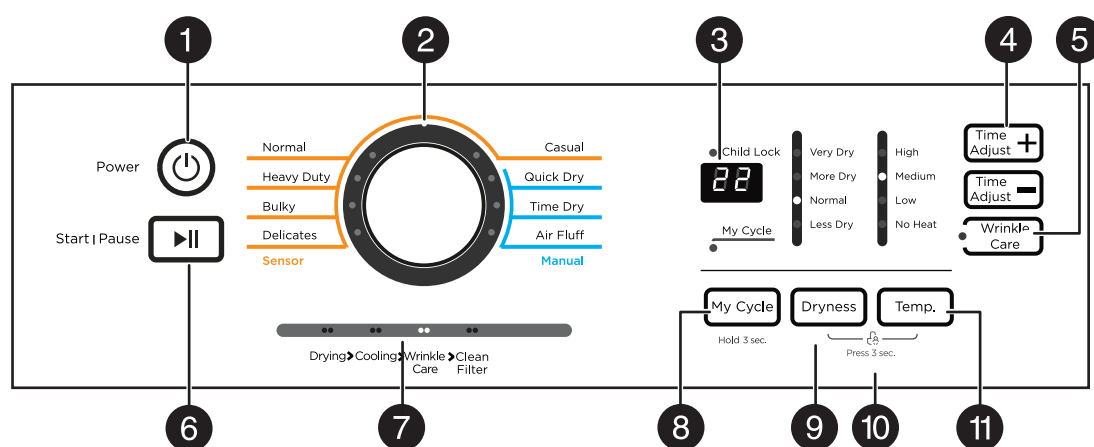 1
2
3
4
5
Power
Start | Pause
Normal
Heavy Duty
Bulky
Delicates
Sensor
Casual
Quick Dry
Time Dry
Air Fluff
Manual
Child Lock
22
My Cycle
Very Dry
More Dry
Normal
Less Dry
High
Medium
Low
No Heat
Time
Adjust +
Time
Adjust −
Wrinkle
Care
Drying > Cooling > Wrinkle > Clean
Care Filter
My Cycle
Dryness
Temp.
Hold 3 sec.
Press 3 sec.
6
7
8
9
10
11